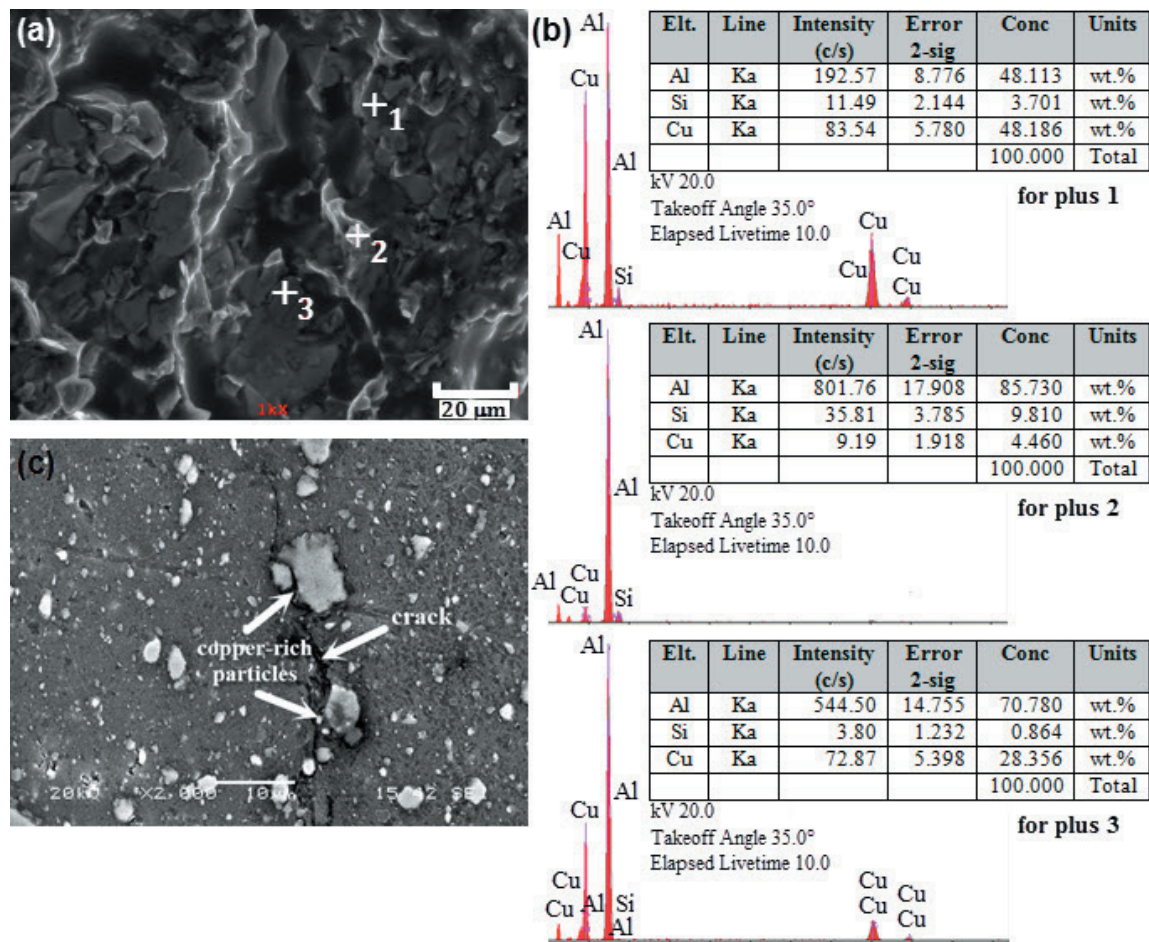 (a)
+1
+2
+3
1kX
20 μm
(b)
Al
Cu
Al
Al
Cu
Si
Cu
Cu
Cu
Cu
Elt. Line Intensity (c/s) Error 2-sig Conc Units
Al Ka 192.57 8.776 48.113 wt.%
Si Ka 11.49 2.144 3.701 wt.%
Cu Ka 83.54 5.780 48.186 wt.%
100.000 Total
kV 20.0
Takeoff Angle 35.0°
Elapsed Livetime 10.0
for plus 1
Al
Al
Al
Cu
Cu
Si
Elt. Line Intensity (c/s) Error 2-sig Conc Units
Al Ka 801.76 17.908 85.730 wt.%
Si Ka 35.81 3.785 9.810 wt.%
Cu Ka 9.19 1.918 4.460 wt.%
100.000 Total
kV 20.0
Takeoff Angle 35.0°
Elapsed Livetime 10.0
for plus 2
Al
Cu
Al
Cu
Cu
Al
Si
Al
Cu
Cu
Cu
Cu
Elt. Line Intensity (c/s) Error 2-sig Conc Units
Al Ka 544.50 14.755 70.780 wt.%
Si Ka 3.80 1.232 0.864 wt.%
Cu Ka 72.87 5.398 28.356 wt.%
100.000 Total
kV 20.0
Takeoff Angle 35.0°
Elapsed Livetime 10.0
for plus 3
(c)
crack
copper-rich
particles
X2,000